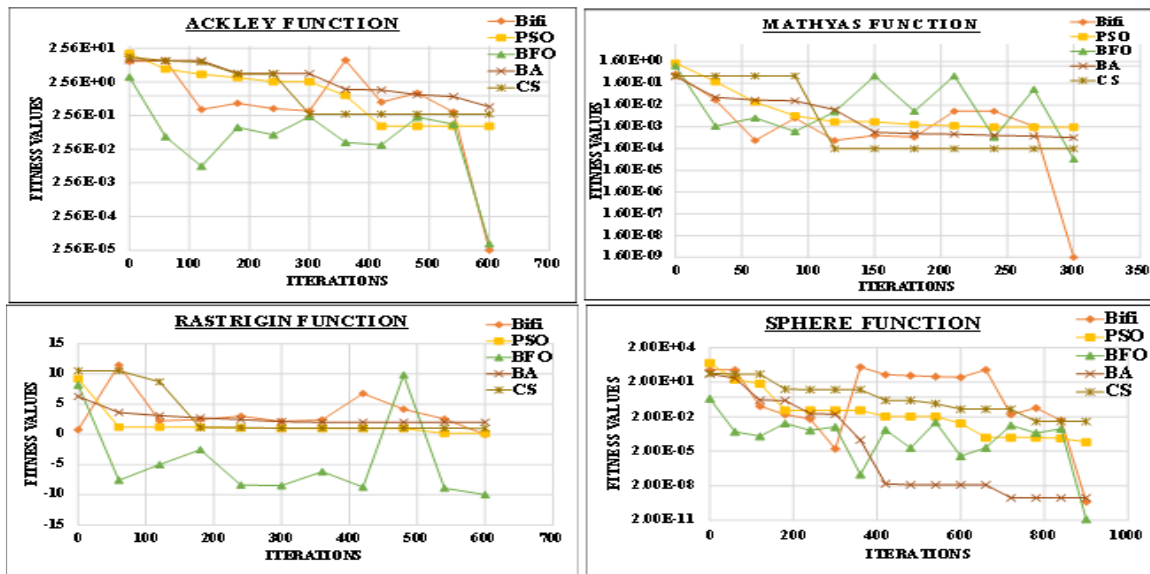 ACKLEY FUNCTION
2.56E+01
2.56E+00
2.56E-01
2.56E-02
2.56E-03
2.56E-04
2.56E-05
FITNESS VALUES
0 100 200 300 400 500 600 700
ITERATIONS
Bifi
PSO
BFO
BA
CS
MATHYAS FUNCTION
1.60E+00
1.60E-01
1.60E-02
1.60E-03
1.60E-04
1.60E-05
1.60E-06
1.60E-07
1.60E-08
1.60E-09
FITNESS VALUES
0 50 100 150 200 250 300 350
ITERATIONS
Bifi
PSO
BFO
BA
CS
RASTRIGIN FUNCTION
15
10
5
0
-5
-10
-15
FITNESS VALUES
0 100 200 300 400 500 600 700
ITERATIONS
Bifi
PSO
BFO
BA
CS
SPHERE FUNCTION
2.00E+04
2.00E+01
2.00E-02
2.00E-05
2.00E-08
2.00E-11
FITNESS VALUES
0 200 400 600 800 1000
ITERATIONS
Bifi
PSO
BFO
BA
CS